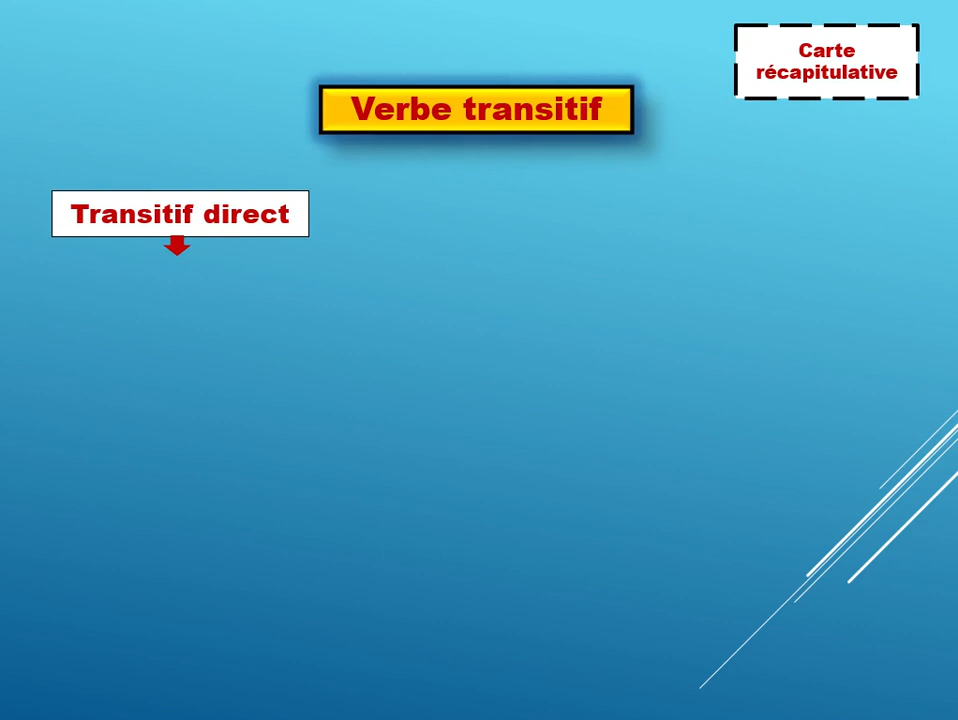 Carte
récapitulative
Verbe transitif
Transitif direct